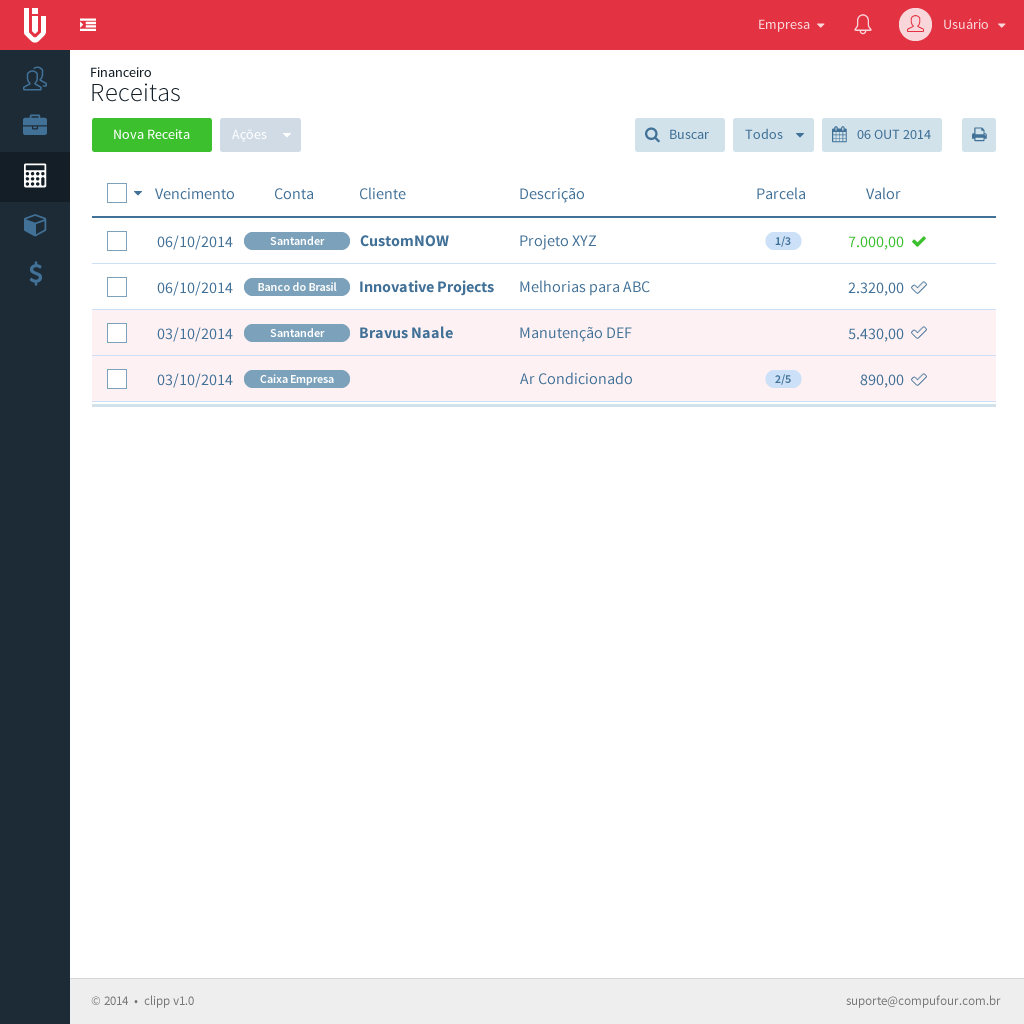 Empresa Usuário
Financeiro
Receitas
Nova Receita Ações Buscar Todos 06 OUT 2014
Vencimento Conta Cliente Descrição Parcela Valor
06/10/2014 Santander CustomNOW Projeto XYZ 1/3 7.000,00
06/10/2014 Banco do Brasil Innovative Projects Melhorias para ABC 2.320,00
03/10/2014 Santander Bravus Naale Manutenção DEF 5.430,00
03/10/2014 Caixa Empresa Ar Condicionado 2/5 890,00
© 2014 • clipp v1.0 suporte@compufour.com.br